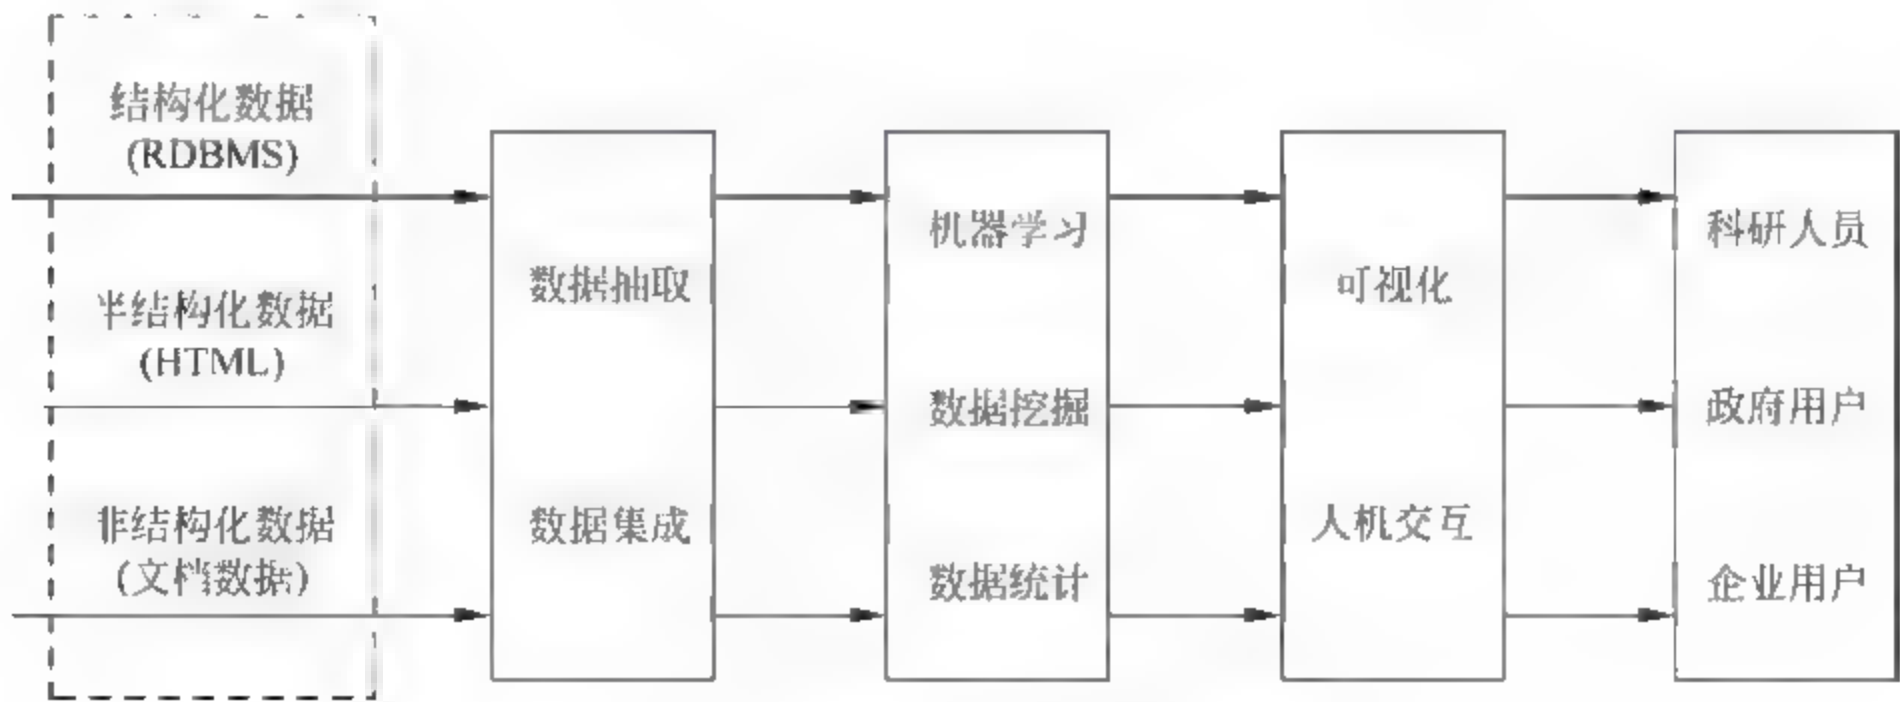 结构化数据
(RDBMS)
半结构化数据
(HTML)
非结构化数据
(文档数据)
数据抽取
数据集成
机器学习
数据挖掘
数据统计
可视化
人机交互
科研人员
政府用户
企业用户